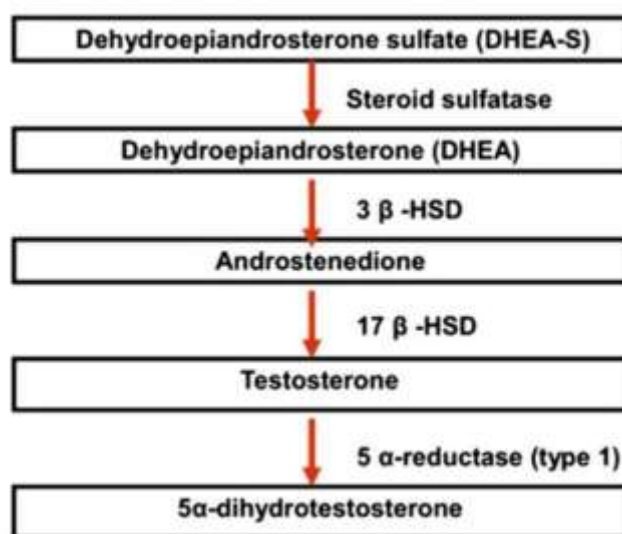 Dehydroepiandrosterone sulfate (DHEA-S)
Steroid sulfatase
Dehydroepiandrosterone (DHEA)
3 β -HSD
Androstenedione
17 β -HSD
Testosterone
5 α-reductase (type 1)
5α-dihydrotestosterone